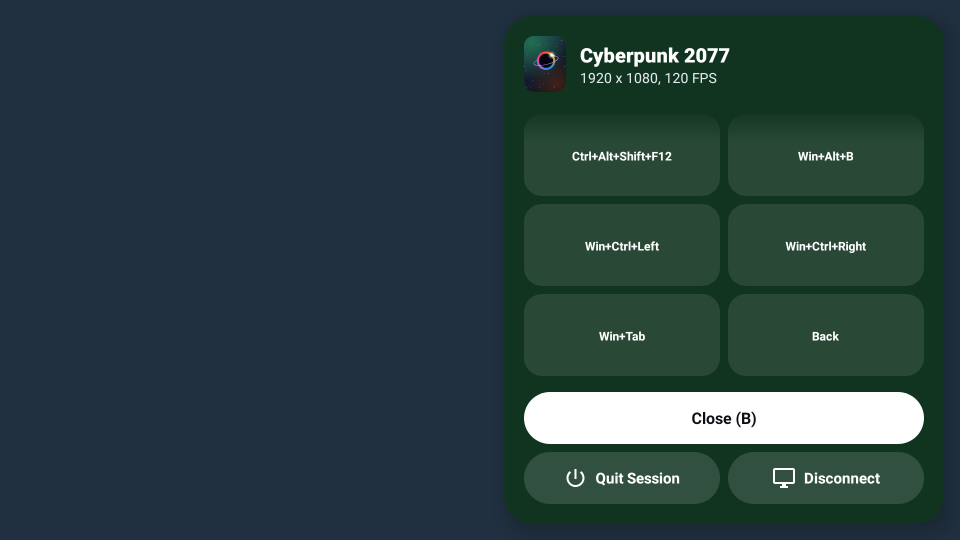 Cyberpunk 2077
1920 x 1080, 120 FPS
Ctrl+Alt+Shift+F12
Win+Alt+B
Win+Ctrl+Left
Win+Ctrl+Right
Win+Tab
Back
Close (B)
Quit Session
Disconnect